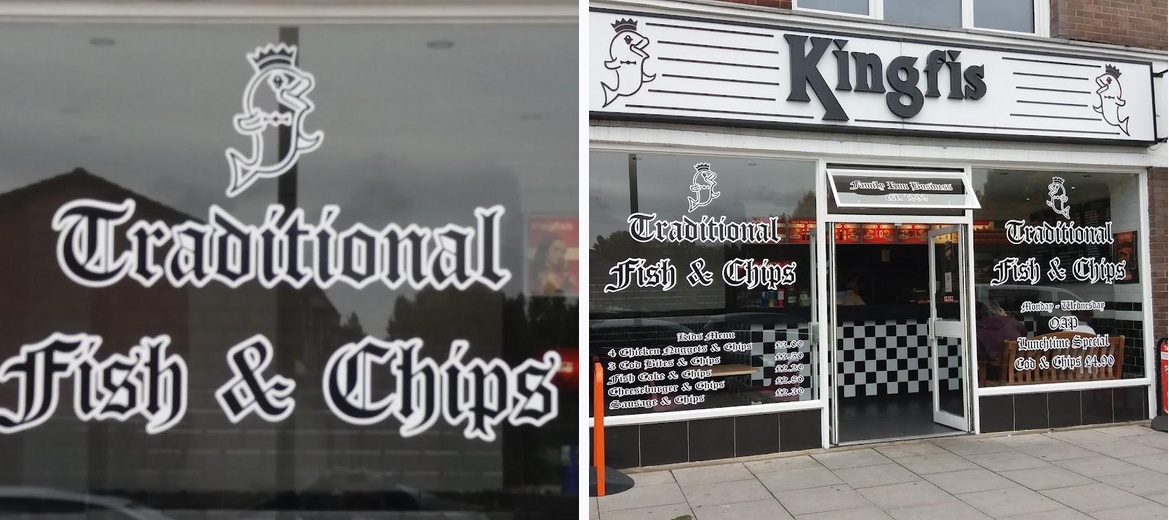 Traditional
Fish & Chips
Kingfis
Family Run Business
Traditional
Fish & Chips
Kids Menu
4 Chicken Nuggets & Chips
3 Cod Bites & Chips
Fish Cake & Chips
Cheeseburger & Chips
Sausage & Chips
Traditional
Fish & Chips
Monday - Wednesday
OAP
Lunchtime Special
Cod & Chips £4.90